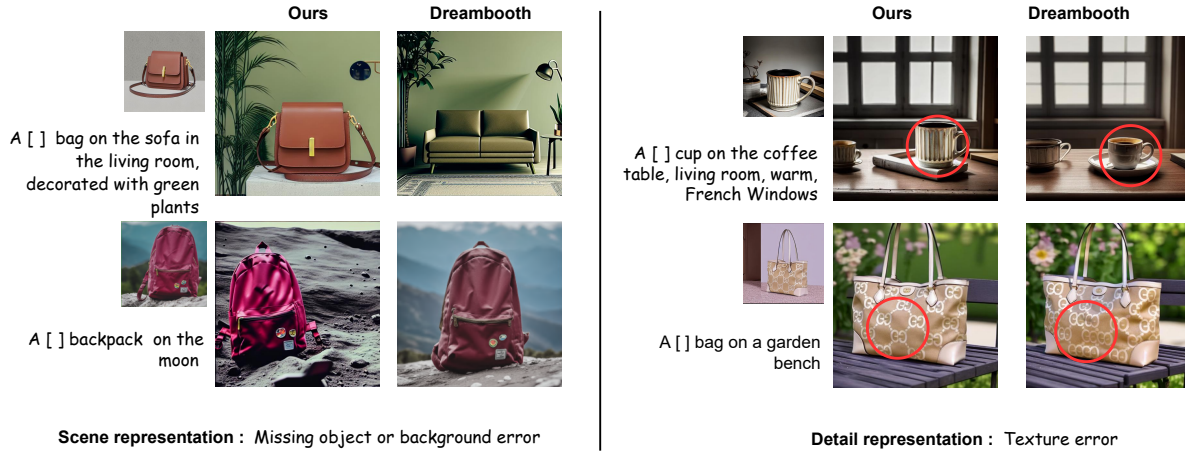 Ours
Dreambooth
A [ ] bag on the sofa in
the living room,
decorated with green
plants
A [ ] backpack on the
moon
Scene representation : Missing object or background error
Ours
Dreambooth
A [ ] cup on the coffee
table, living room, warm,
French Windows
A [ ] bag on a garden
bench
Detail representation : Texture error